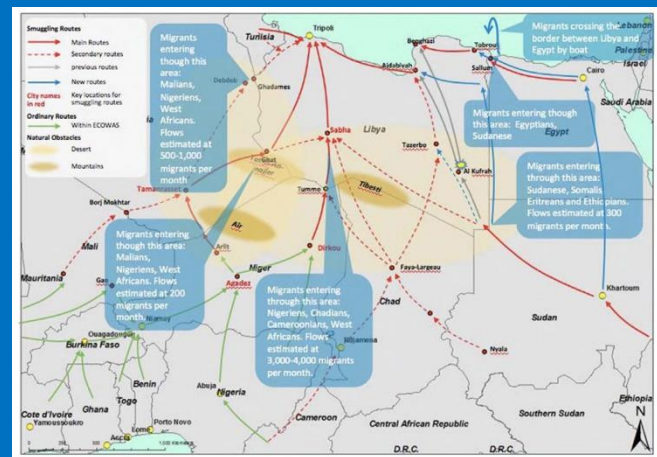 Smuggling Routes
Main Routes
Secondary routes
previous routes
New routes
City names in red
Key locations for smuggling routes
Ordinary Routes
Within ECOWAS
Natural Obstacles
Desert
Mountains
Migrants entering though this area: Malians, Nigeriens, West Africans. Flows estimated at 500-1,000 migrants per month
Migrants crossing the border between Libya and Egypt by boat
Migrants entering though this area: Egyptians, Sudanese
Migrants entering through this area: Sudanese, Somalis, Eritreans and Ethiopians. Flows estimated at 300 migrants per month.
Migrants entering though this area: Malians, Nigeriens, West Africans. Flows estimated at 200 migrants per month.
Migrants entering through this area: Nigeriens, Chadians, Cameroonians, West Africans. Flows estimated at 3,000-4,000 migrants per month.
Tunisia
Tripoli
Benghazi
Tobrou
Lebanon
Palestine
Israel
Debdeb
Ghadames
Ajdabiyah
Cairo
Saudi Arabia
Sabha
Libya
Egypt
Tazerbo
Al Kufrah
Tamanrasset
Tummo
Tibesti
Borj Mokhtar
Air
Mali
Arlit
Dirkou
Mauritania
Gao
Niger
Agadez
Faya-Largeau
Khartoum
Chad
Sudan
Niamey
Ouagadougou
Burkina Faso
Nyala
Benin
Abuja
Nigeria
Togo
Ghana
Cote d'Ivoire
Yamoussoukro
Porto Novo
Lome
Accra
Cameroon
Central African Republic
Southern Sudan
Ethiopia
D.R.C.
D.R.C.
N